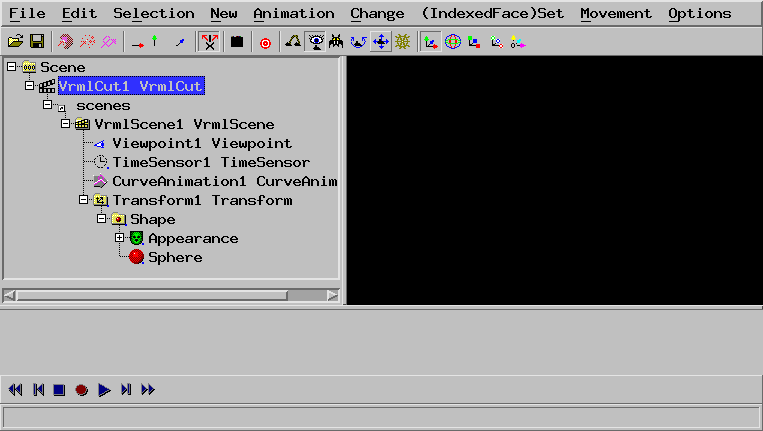 File Edit Selection New Animation Change (IndexedFace)Set Movement Options
Scene
VrmlCut1 VrmlCut
scenes
VrmlScene1 VrmlScene
Viewpoint1 Viewpoint
TimeSensor1 TimeSensor
CurveAnimation1 CurveAnim
Transform1 Transform
Shape
Appearance
Sphere